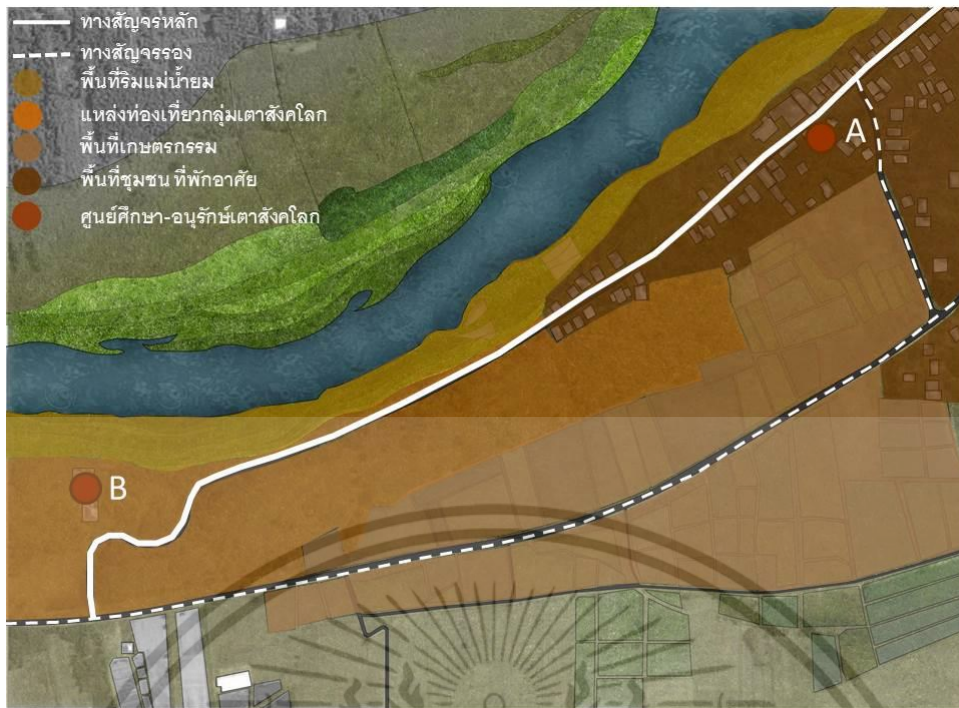 ทางสัญจรหลัก
ทางสัญจรรอง
พื้นที่ริมแม่น้ำยม
แหล่งท่องเที่ยวกลุ่มเตาสังคโลก
พื้นที่เกษตรกรรม
พื้นที่ชุมชน ที่พักอาศัย
ศูนย์ศึกษา-อนุรักษ์เตาสังคโลก
A
B